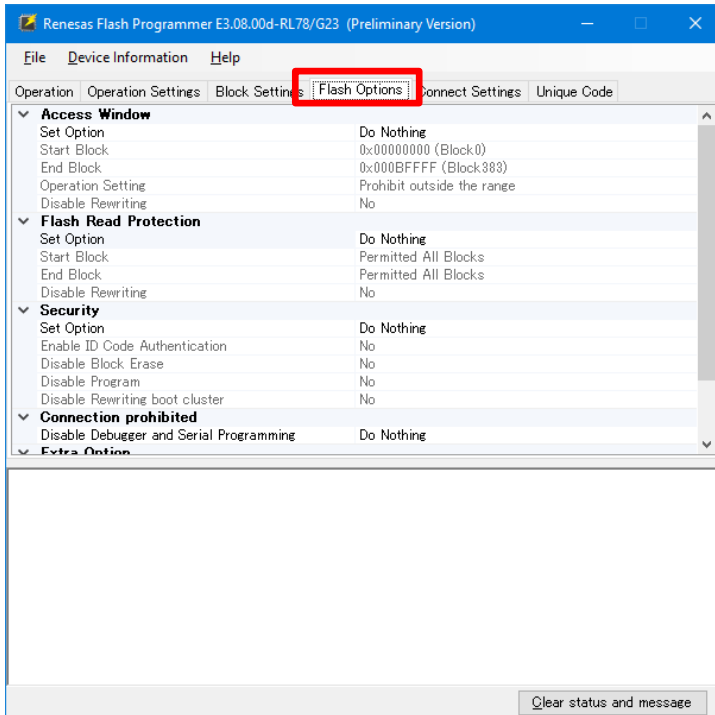 Renesas Flash Programmer E3.08.00d-RL78/G23 (Preliminary Version)
File Device Information Help
Operation Operation Settings Block Settings Flash Options Connect Settings Unique Code
Access Window
Set Option Do Nothing
Start Block 0x00000000 (Block0)
End Block 0x000BFFFF (Block383)
Operation Setting Prohibit outside the range
Disable Rewriting No
Flash Read Protection
Set Option Do Nothing
Start Block Permitted All Blocks
End Block Permitted All Blocks
Disable Rewriting No
Security
Set Option Do Nothing
Enable ID Code Authentication No
Disable Block Erase No
Disable Program No
Disable Rewriting boot cluster No
Connection prohibited
Disable Debugger and Serial Programming Do Nothing
Extra Option
Clear status and message